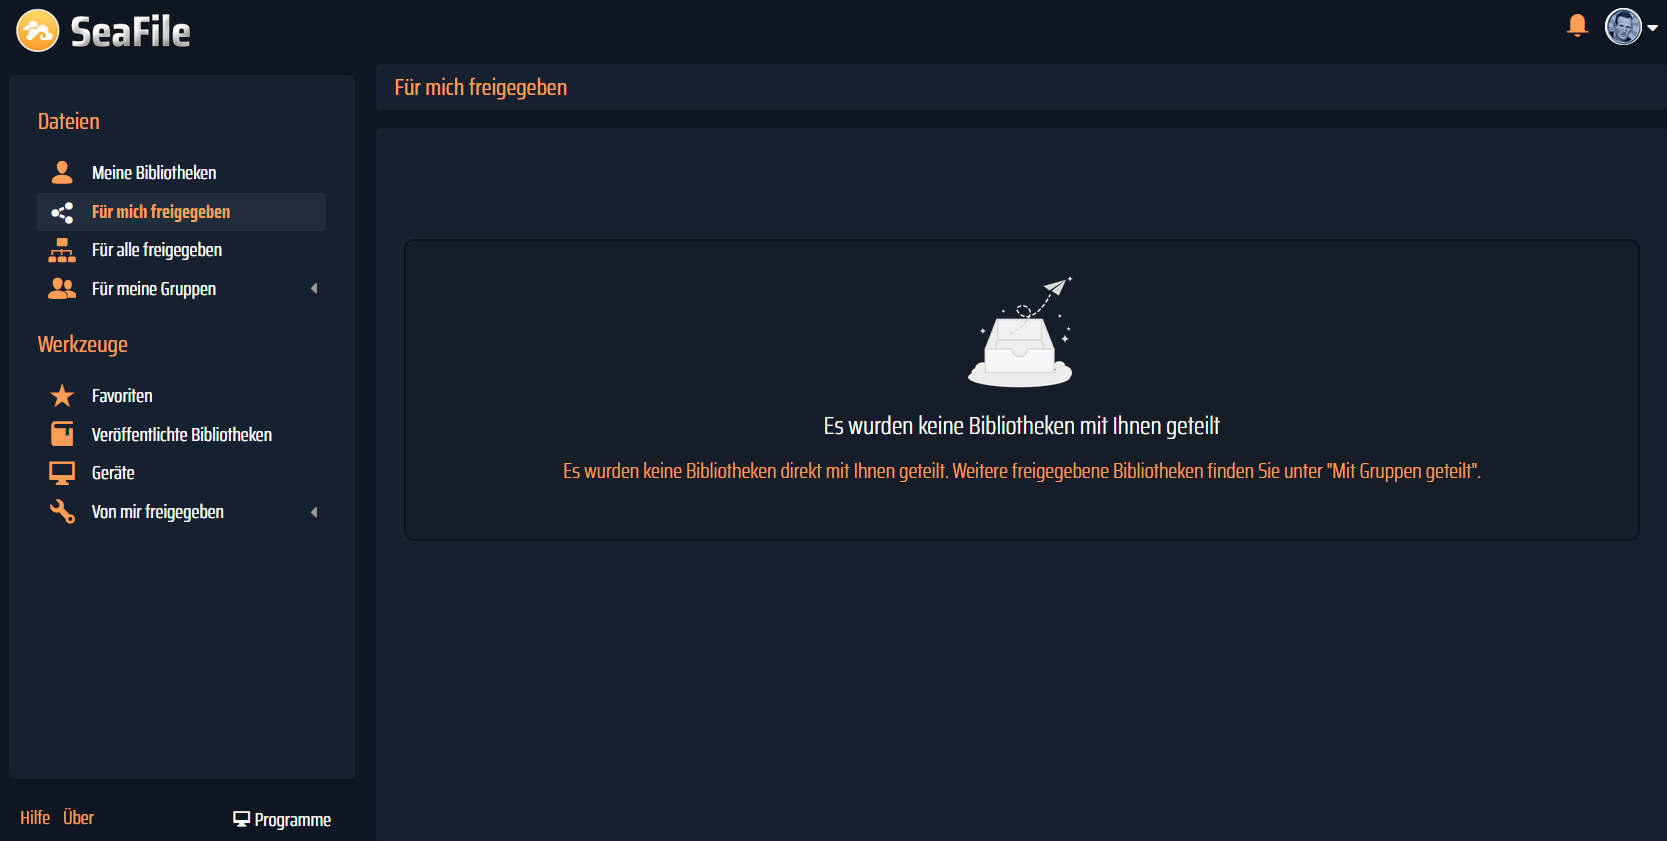 SeaFile
Für mich freigegeben
Dateien
Meine Bibliotheken
Für mich freigegeben
Für alle freigegeben
Für meine Gruppen
Werkzeuge
Favoriten
Veröffentlichte Bibliotheken
Geräte
Von mir freigegeben
Es wurden keine Bibliotheken mit Ihnen geteilt
Es wurden keine Bibliotheken direkt mit Ihnen geteilt. Weitere freigegebene Bibliotheken finden Sie unter "Mit Gruppen geteilt".
Hilfe Über
Programme